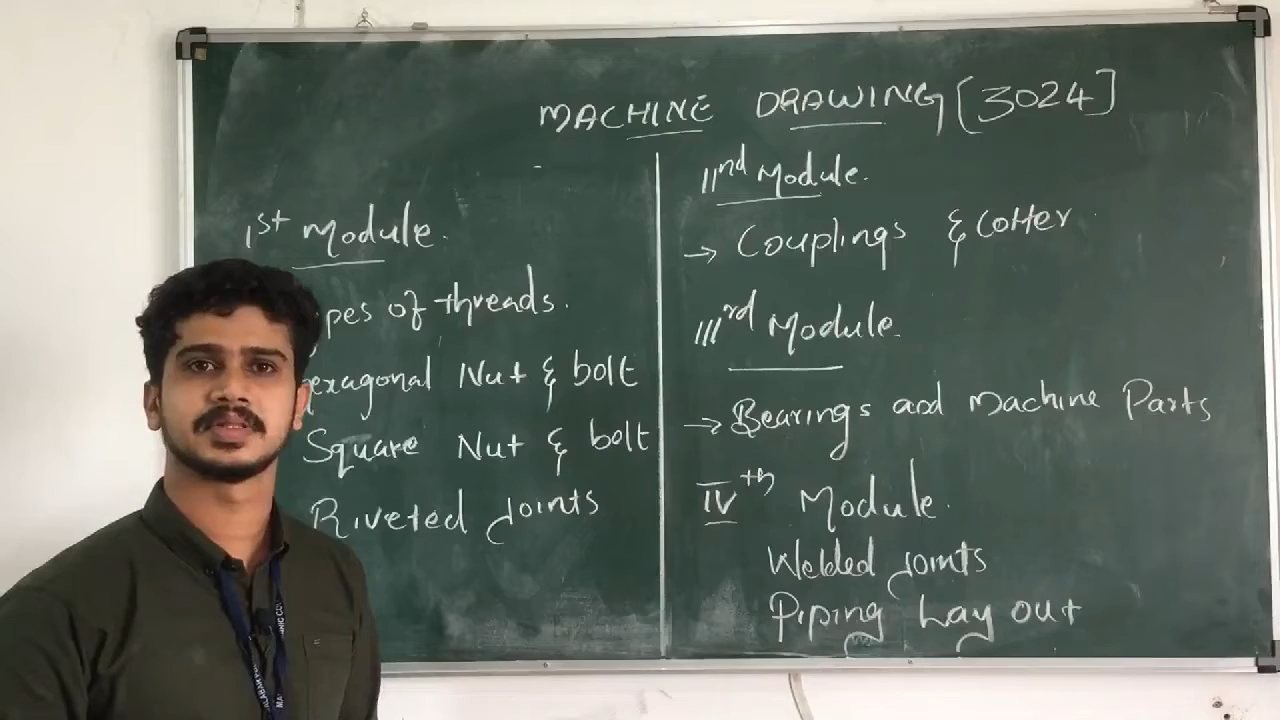 MACHINE DRAWING [3024]
1st Module.
ypes of threads.
exagonal Nut & bolt
Square Nut & bolt
Riveted Joints
IInd Module.
→ Couplings & Cotter
IIIrd Module.
→ Bearings and Machine Parts
IVth Module.
Welded Joints
Piping Lay out